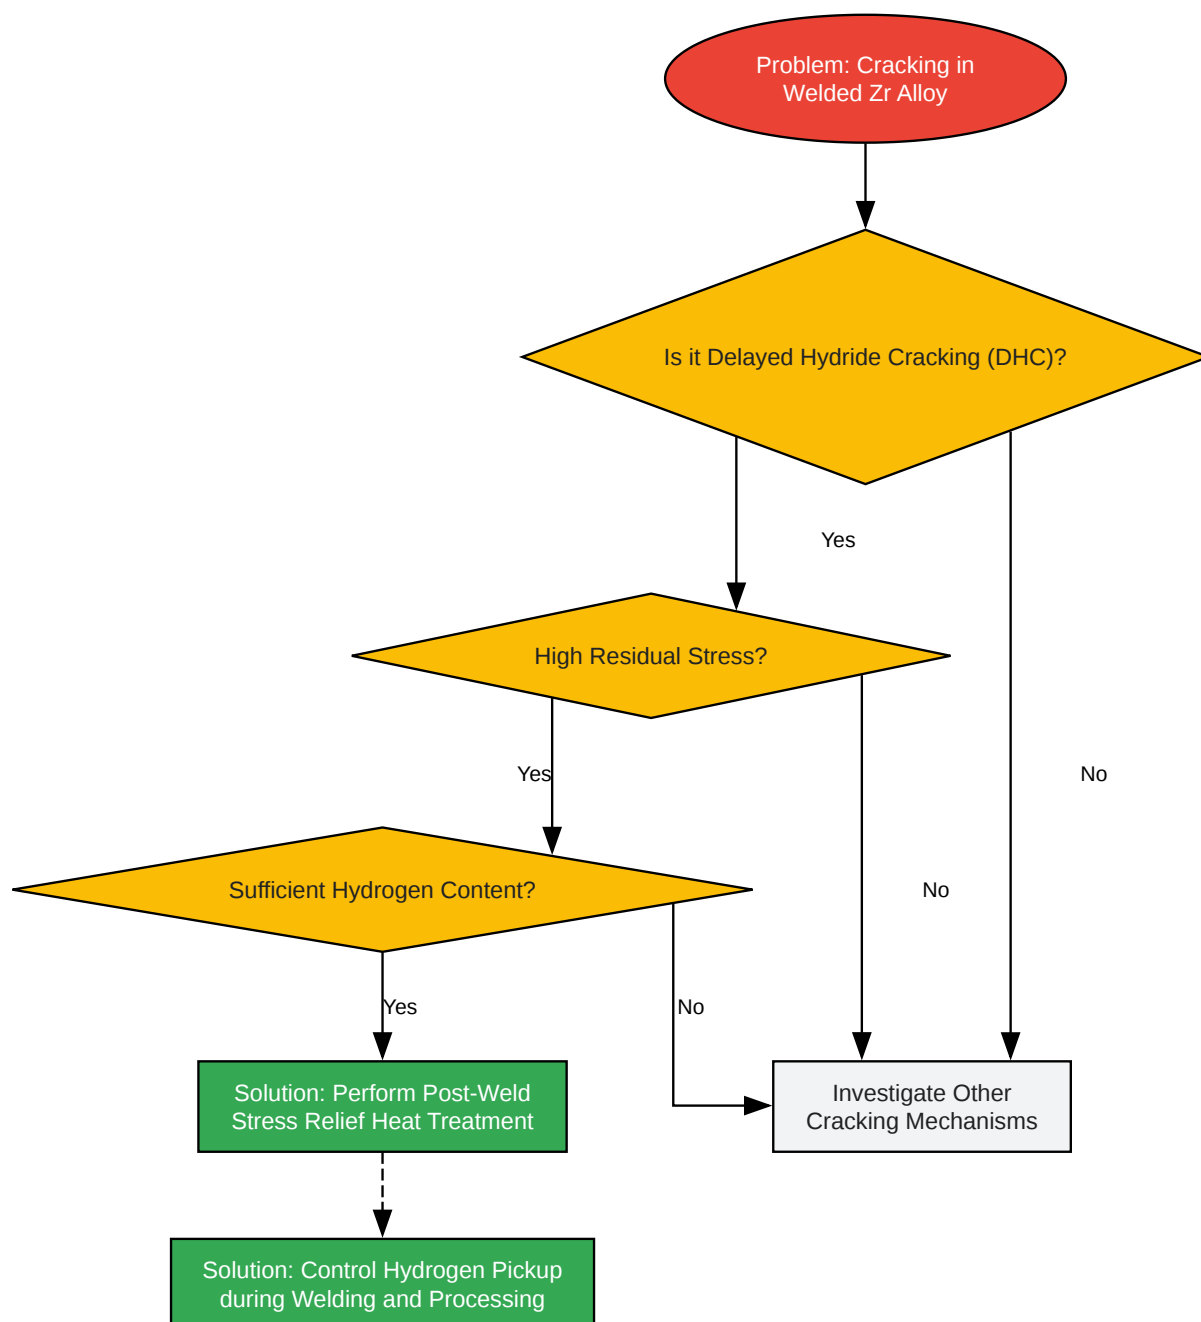 Problem: Cracking in
Welded Zr Alloy
Is it Delayed Hydride Cracking (DHC)?
Yes
High Residual Stress?
Yes
No
Sufficient Hydrogen Content?
No
Yes
No
Solution: Perform Post-Weld
Stress Relief Heat Treatment
Investigate Other
Cracking Mechanisms
Solution: Control Hydrogen Pickup
during Welding and Processing